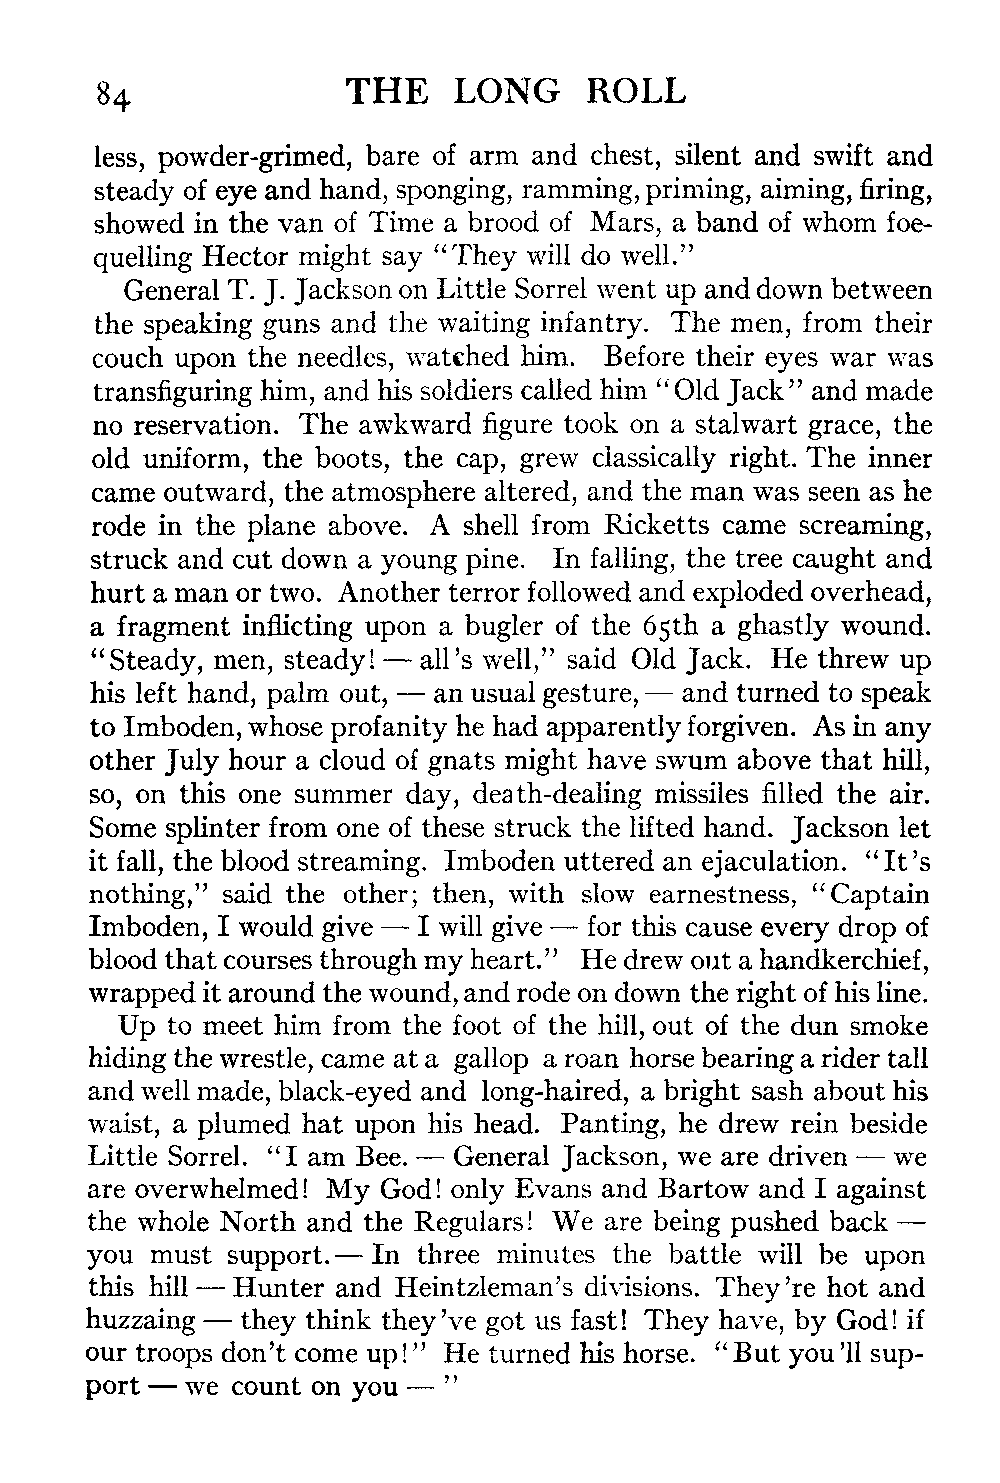 84 THE LONG ROLL
less, powder-grimed, bare of arm and chest, silent and swift and
steady of eye and hand, sponging, ramming, priming, aiming, firing,
showed in the van of Time a brood of Mars, a band of whom foe-
quelling Hector might say "They will do well."
General T. J. Jackson on Little Sorrel went up and down between
the speaking guns and the waiting infantry. The men, from their
couch upon the needles, watched him. Before their eyes war was
transfiguring him, and his soldiers called him "Old Jack" and made
no reservation. The awkward figure took on a stalwart grace, the
old uniform, the boots, the cap, grew classically right. The inner
came outward, the atmosphere altered, and the man was seen as he
rode in the plane above. A shell from Ricketts came screaming,
struck and cut down a young pine. In falling, the tree caught and
hurt a man or two. Another terror followed and exploded overhead,
a fragment inflicting upon a bugler of the 65th a ghastly wound.
"Steady, men, steady! — all's well," said Old Jack. He threw up
his left hand, palm out, — an usual gesture, — and turned to speak
to Imboden, whose profanity he had apparently forgiven. As in any
other July hour a cloud of gnats might have swum above that hill,
so, on this one summer day, death-dealing missiles filled the air.
Some splinter from one of these struck the lifted hand. Jackson let
it fall, the blood streaming. Imboden uttered an ejaculation. "It's
nothing," said the other; then, with slow earnestness, "Captain
Imboden, I would give — I will give — for this cause every drop of
blood that courses through my heart." He drew out a handkerchief,
wrapped it around the wound, and rode on down the right of his line.
Up to meet him from the foot of the hill, out of the dun smoke
hiding the wrestle, came at a gallop a roan horse bearing a rider tall
and well made, black-eyed and long-haired, a bright sash about his
waist, a plumed hat upon his head. Panting, he drew rein beside
Little Sorrel. "I am Bee. — General Jackson, we are driven — we
are overwhelmed! My God! only Evans and Bartow and I against
the whole North and the Regulars! We are being pushed back —
you must support. — In three minutes the battle will be upon
this hill — Hunter and Heintzleman's divisions. They're hot and
huzzaing — they think they've got us fast! They have, by God! if
our troops don't come up!" He turned his horse. "But you'll sup-
port — we count on you — "